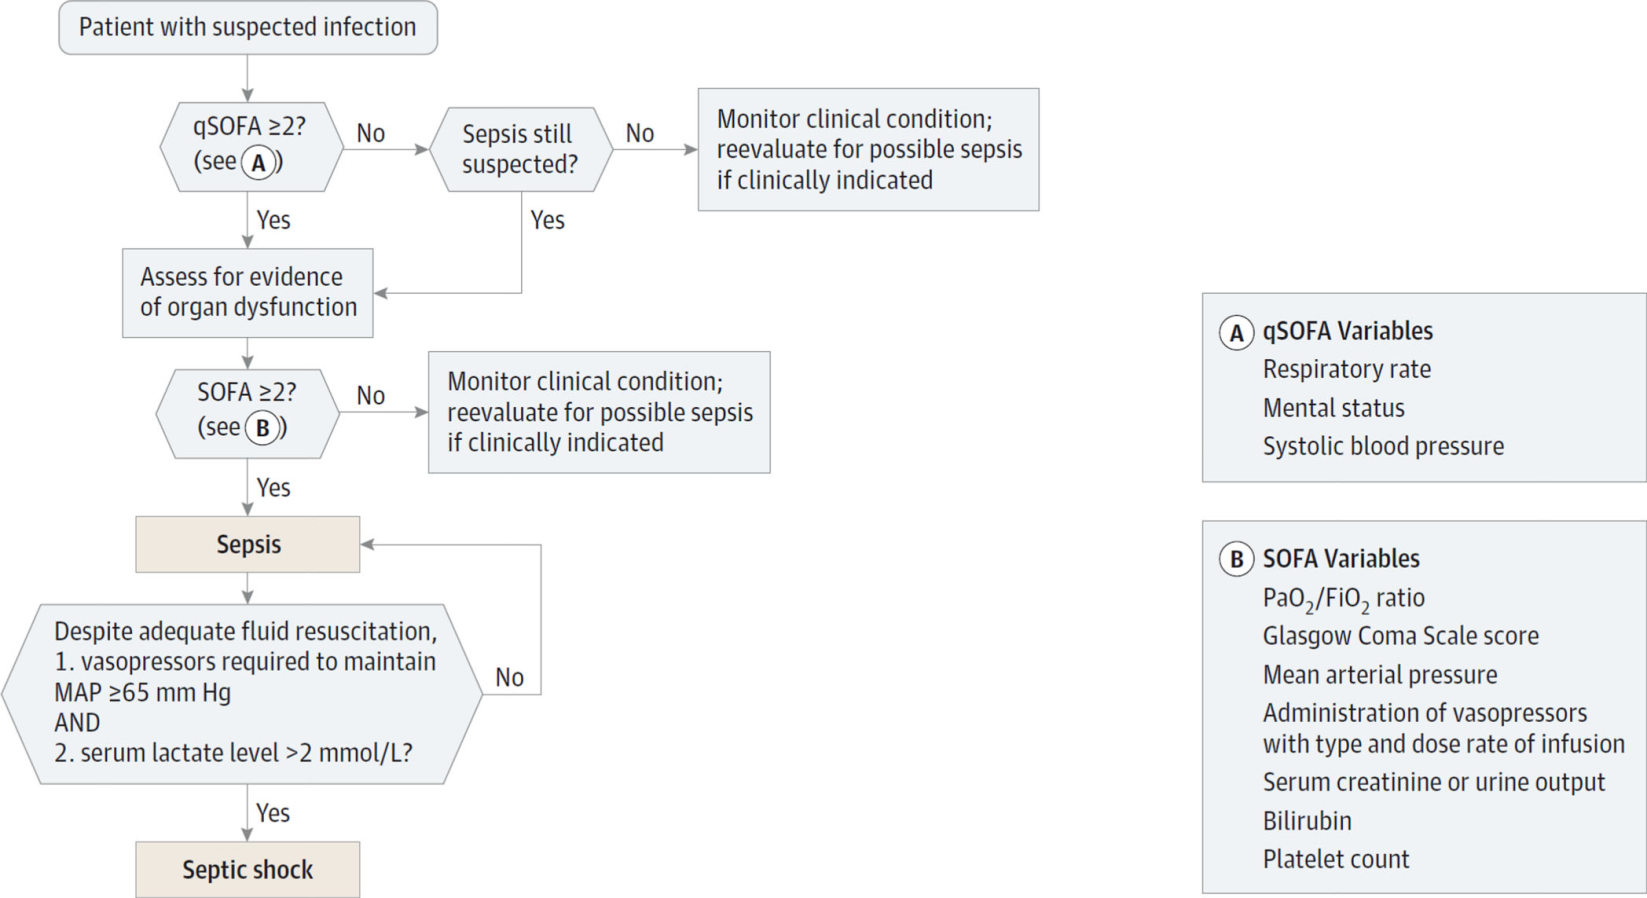 Patient with suspected infection
qSOFA ≥2?
(see A)
No
Sepsis still
suspected?
No
Monitor clinical condition;
reevaluate for possible sepsis
if clinically indicated
Yes
Yes
Assess for evidence
of organ dysfunction
SOFA ≥2?
(see B)
No
Monitor clinical condition;
reevaluate for possible sepsis
if clinically indicated
Yes
Sepsis
Despite adequate fluid resuscitation,
1. vasopressors required to maintain
MAP ≥65 mm Hg
AND
2. serum lactate level >2 mmol/L?
No
Yes
Septic shock
A qSOFA Variables
Respiratory rate
Mental status
Systolic blood pressure
B SOFA Variables
PaO₂/FiO₂ ratio
Glasgow Coma Scale score
Mean arterial pressure
Administration of vasopressors
with type and dose rate of infusion
Serum creatinine or urine output
Bilirubin
Platelet count